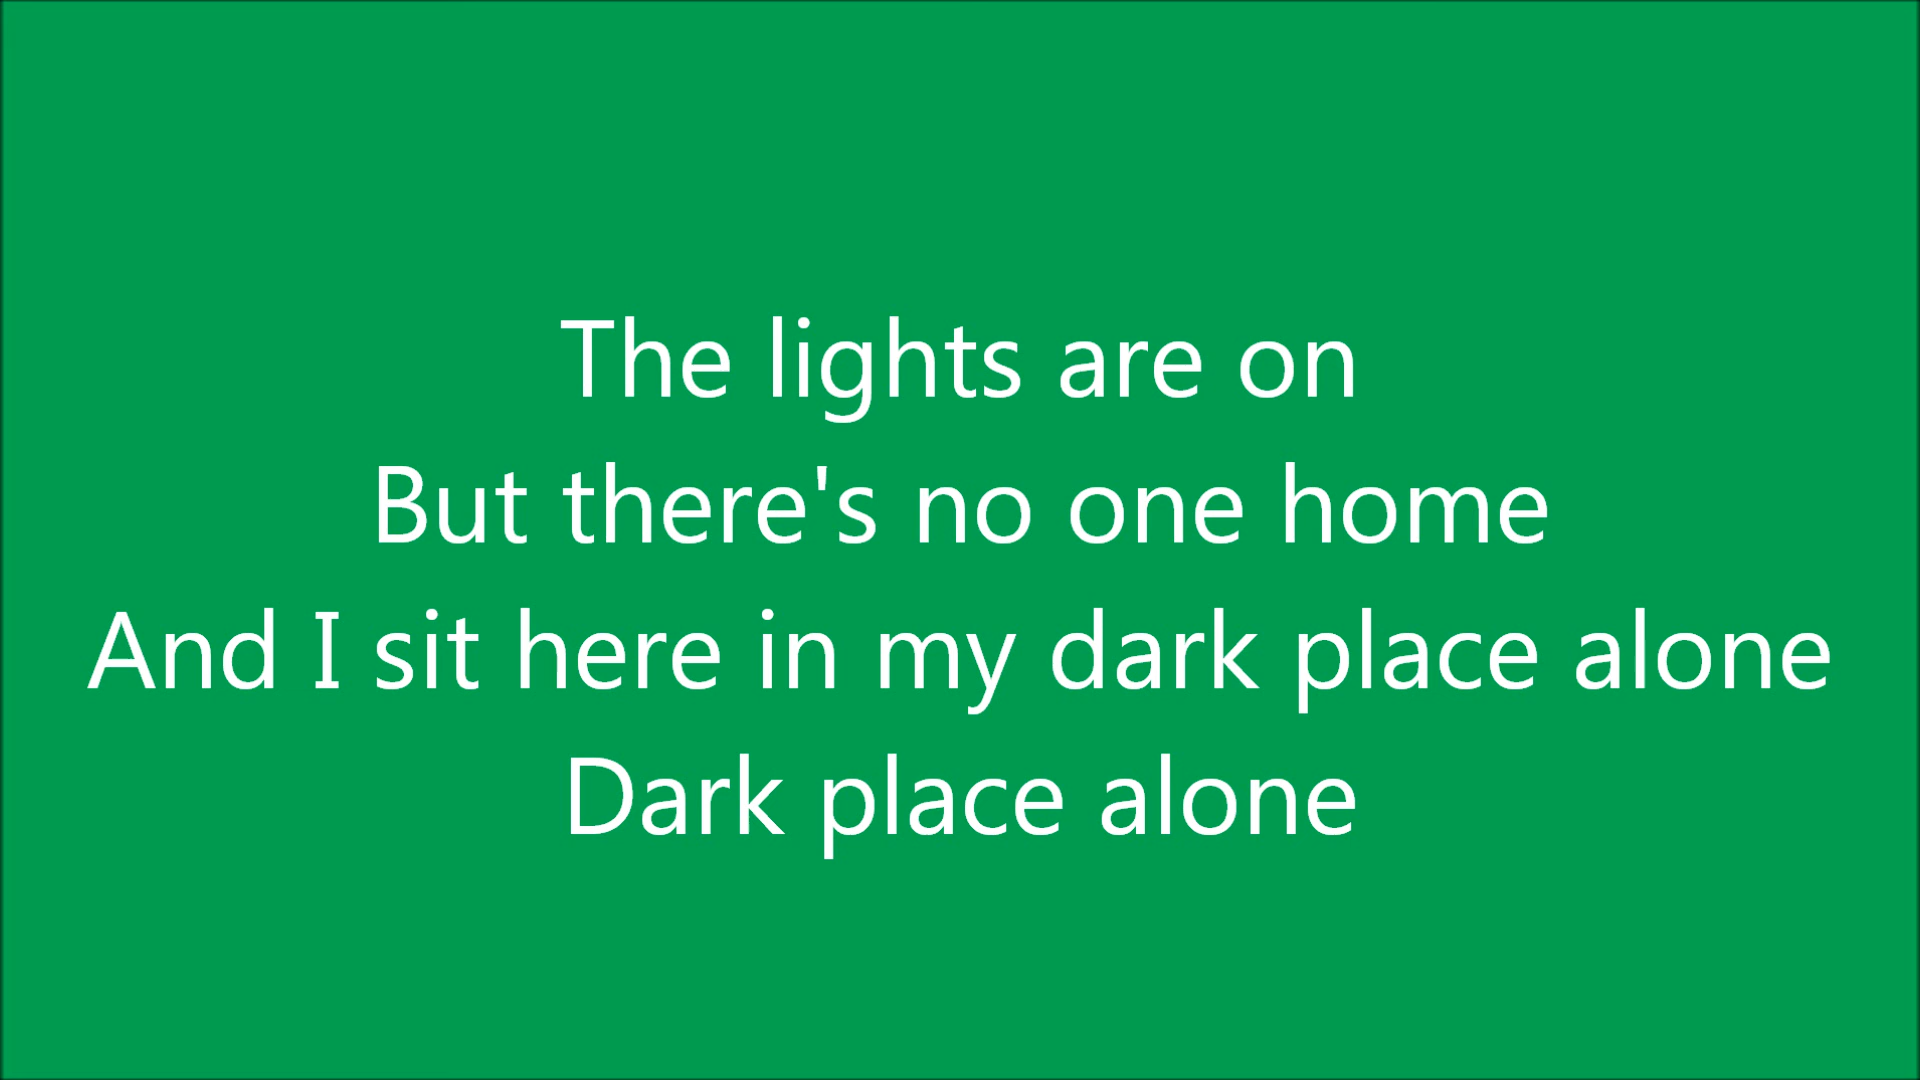 The lights are on
But there's no one home
And I sit here in my dark place alone
Dark place alone